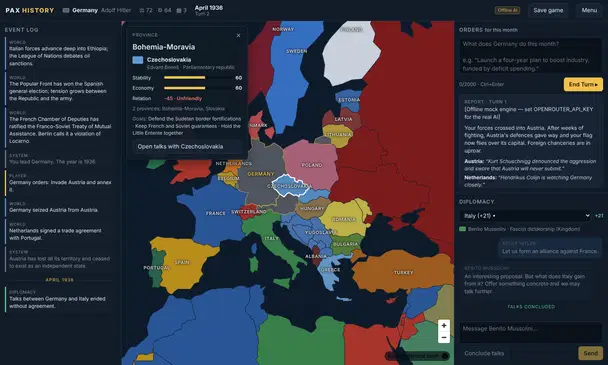 PAX HISTORY
Germany Adolf Hitler
72 64 3
April 1936
Turn 2
Offline AI
Save game
Menu
EVENT LOG
WORLD
Italian forces advance deep into Ethiopia; the League of Nations debates oil sanctions.
WORLD
The Popular Front has won the Spanish general election; tension grows between the Republic and the army.
WORLD
The French Chamber of Deputies has ratified the Franco-Soviet Treaty of Mutual Assistance. Berlin calls it a violation of Locarno.
SYSTEM
You lead Germany. The year is 1936
PLAYER
Germany orders: Invade Austria and annex it.
WORLD
Germany seized Austria from Austria.
WORLD
Netherlands signed a trade agreement with Portugal.
SYSTEM
Austria has lost all its territory and ceased to exist as an independent state.
APRIL 1936
DIPLOMACY
Talks between Germany and Italy ended without agreement.
PROVINCE
Bohemia-Moravia
Czechoslovakia
Edvard Beneš · Parliamentary republic
Stability 60
Economy 60
Relation -45 · Unfriendly
2 provinces: Bohemia-Moravia, Slovakia
Goals: Defend the Sudeten border fortifications · Keep French and Soviet guarantees · Hold the Little Entente together
Open talks with Czechoslovakia
NORWAY
SWEDEN
FINLAND
ESTONIA
LATVIA
LITHUANIA
NMARK
NETHERLANDS
BELGIUM
GERMANY
POLAND
CZECHOSLOVAKIA
FRANCE
SWITZERLAND
HUNGARY
ROMANIA
YUGOSLAVIA
ITALY
BULGARIA
ALBANIA
GREECE
TURKEY
SPAIN
PORTUGAL
+
−
ORDERS for this month
What does Germany do this month?
e.g. "Launch a four-year plan to boost industry, funded by deficit spending."
0/2000 · Ctrl+Enter
End Turn ▸
REPORT · TURN 1
[Offline mock engine — set OPENROUTER_API_KEY for the real AI]
Your forces crossed into Austria. After weeks of fighting, Austria's defences gave way and your flag now flies over its capital. Foreign chanceries are in uproar.
Austria: "Kurt Schuschnigg denounced the aggression and swore that Austria will never submit."
Netherlands: "Hendrikus Colijn is watching Germany closely."
DIPLOMACY
Italy (+21) •
+21
Benito Mussolini · Fascist dictatorship (Kingdom)
Let us form an alliance against France.
BENITO MUSSOLINI
An interesting proposal. But what does Italy gain from it? Offer something concrete and we may talk further.
TALKS CONCLUDED
Message Benito Mussolini…
Conclude talks
Send